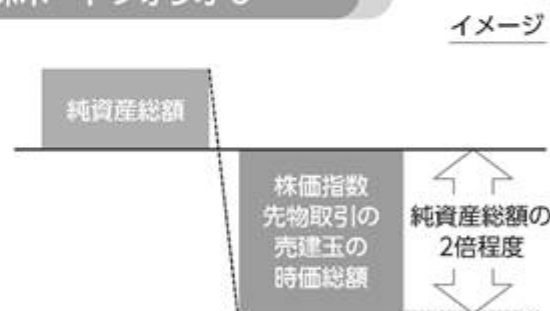 イメージ
純資産総額
株価指数
先物取引の
売建玉の
時価総額
純資産総額の
2倍程度